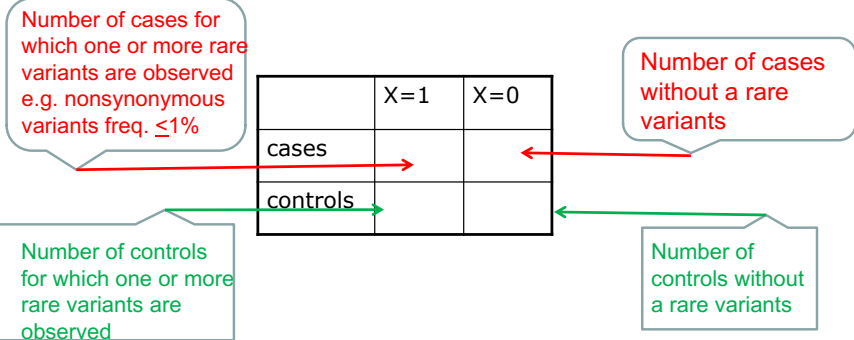 Number of cases for
which one or more rare
variants are observed
e.g. nonsynonymous
variants freq. <1%
Number of cases
without a rare
variants
X=1 X=0
cases
controls
Number of controls
for which one or more
rare variants are
observed
Number of
controls without
a rare variants